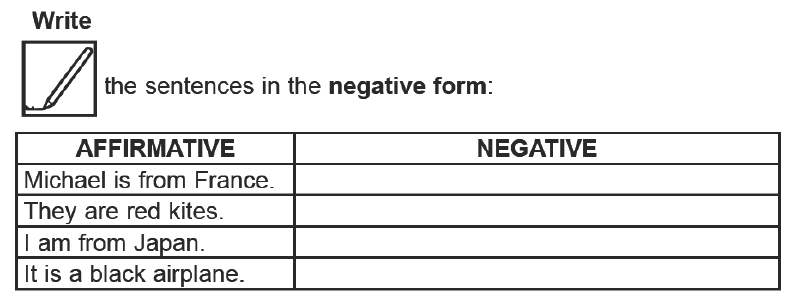 Write
the sentences in the negative form:
AFFIRMATIVE NEGATIVE
Michael is from France.
They are red kites.
I am from Japan.
It is a black airplane.